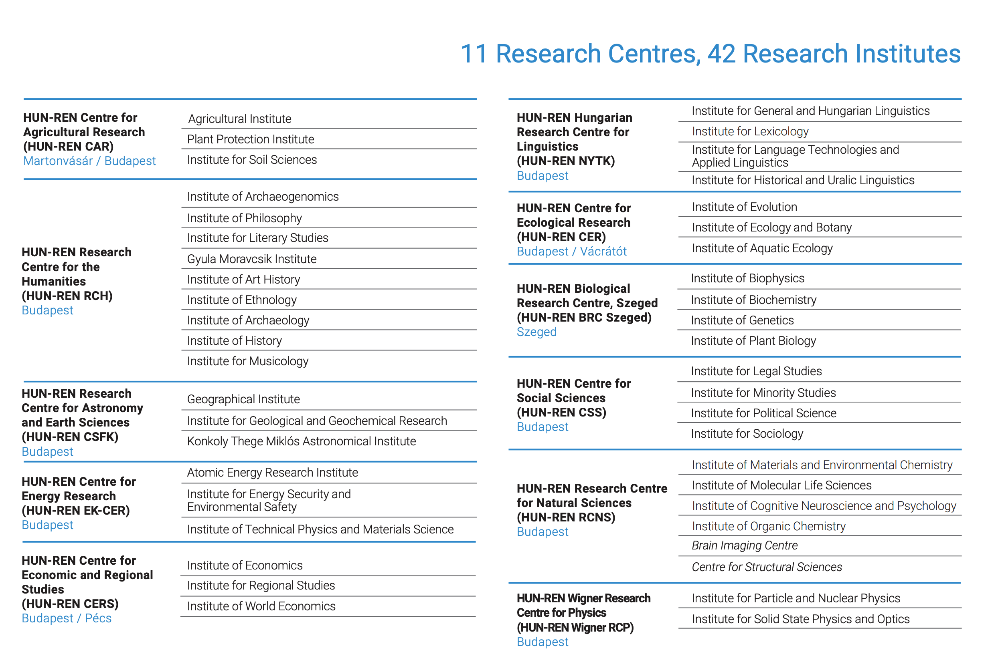 11 Research Centres, 42 Research Institutes
HUN-REN Centre for
Agricultural Research
(HUN-REN CAR)
Martonvásár / Budapest
Agricultural Institute
Plant Protection Institute
Institute for Soil Sciences
HUN-REN Research
Centre for the
Humanities
(HUN-REN RCH)
Budapest
Institute of Archaeogenomics
Institute of Philosophy
Institute for Literary Studies
Gyula Moravcsik Institute
Institute of Art History
Institute of Ethnology
Institute of Archaeology
Institute of History
Institute for Musicology
HUN-REN Research
Centre for Astronomy
and Earth Sciences
(HUN-REN CSFK)
Budapest
Geographical Institute
Institute for Geological and Geochemical Research
Konkoly Thege Miklós Astronomical Institute
HUN-REN Centre for
Energy Research
(HUN-REN EK-CER)
Budapest
Atomic Energy Research Institute
Institute for Energy Security and
Environmental Safety
Institute of Technical Physics and Materials Science
HUN-REN Centre for
Economic and Regional
Studies
(HUN-REN CERS)
Budapest / Pécs
Institute of Economics
Institute for Regional Studies
Institute of World Economics
HUN-REN Hungarian
Research Centre for
Linguistics
(HUN-REN NYTK)
Budapest
Institute for General and Hungarian Linguistics
Institute for Lexicology
Institute for Language Technologies and
Applied Linguistics
Institute for Historical and Uralic Linguistics
HUN-REN Centre for
Ecological Research
(HUN-REN CER)
Budapest / Vácrátót
Institute of Evolution
Institute of Ecology and Botany
Institute of Aquatic Ecology
HUN-REN Biological
Research Centre, Szeged
(HUN-REN BRC Szeged)
Szeged
Institute of Biophysics
Institute of Biochemistry
Institute of Genetics
Institute of Plant Biology
HUN-REN Centre for
Social Sciences
(HUN-REN CSS)
Budapest
Institute for Legal Studies
Institute for Minority Studies
Institute for Political Science
Institute for Sociology
HUN-REN Research Centre
for Natural Sciences
(HUN-REN RCNS)
Budapest
Institute of Materials and Environmental Chemistry
Institute of Molecular Life Sciences
Institute of Cognitive Neuroscience and Psychology
Institute of Organic Chemistry
Brain Imaging Centre
Centre for Structural Sciences
HUN-REN Wigner Research
Centre for Physics
(HUN-REN Wigner RCP)
Budapest
Institute for Particle and Nuclear Physics
Institute for Solid State Physics and Optics